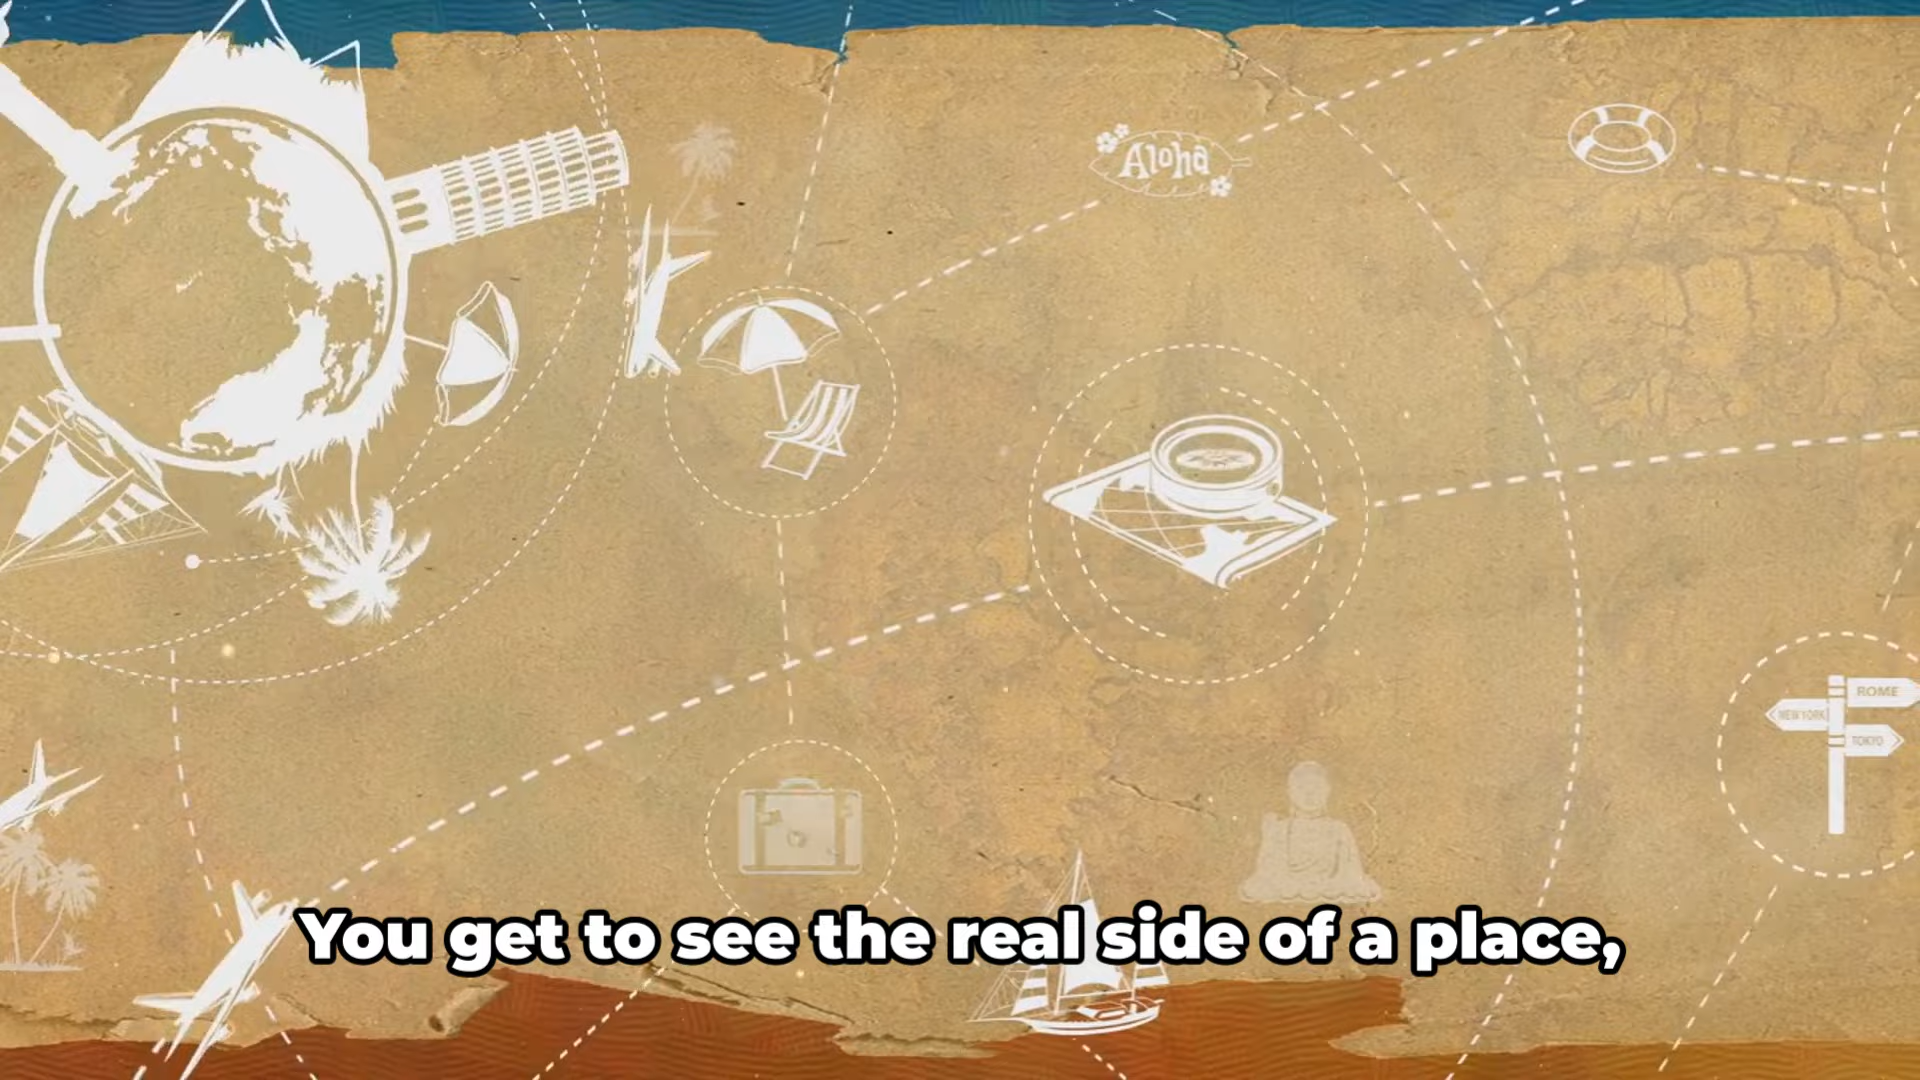 Aloha
ROME
NEW YORK
TOKYO
You get to see the real side of a place,